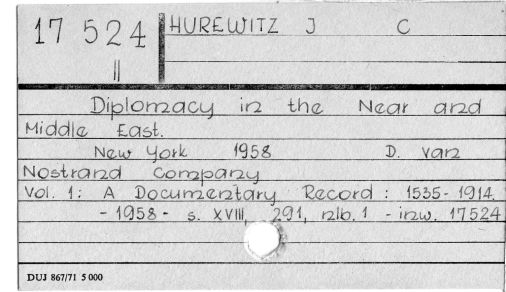 17 524
II
HUREWITZ J C
Diplomacy in the Near and
Middle East.
New York 1958 D. Van
Nostrand Company
Vol. 1: A Documentary Record: 1535-1914.
- 1958 - s. XVIII, 291, nlb. 1 - inw. 17524
DUJ 867/71 5 000